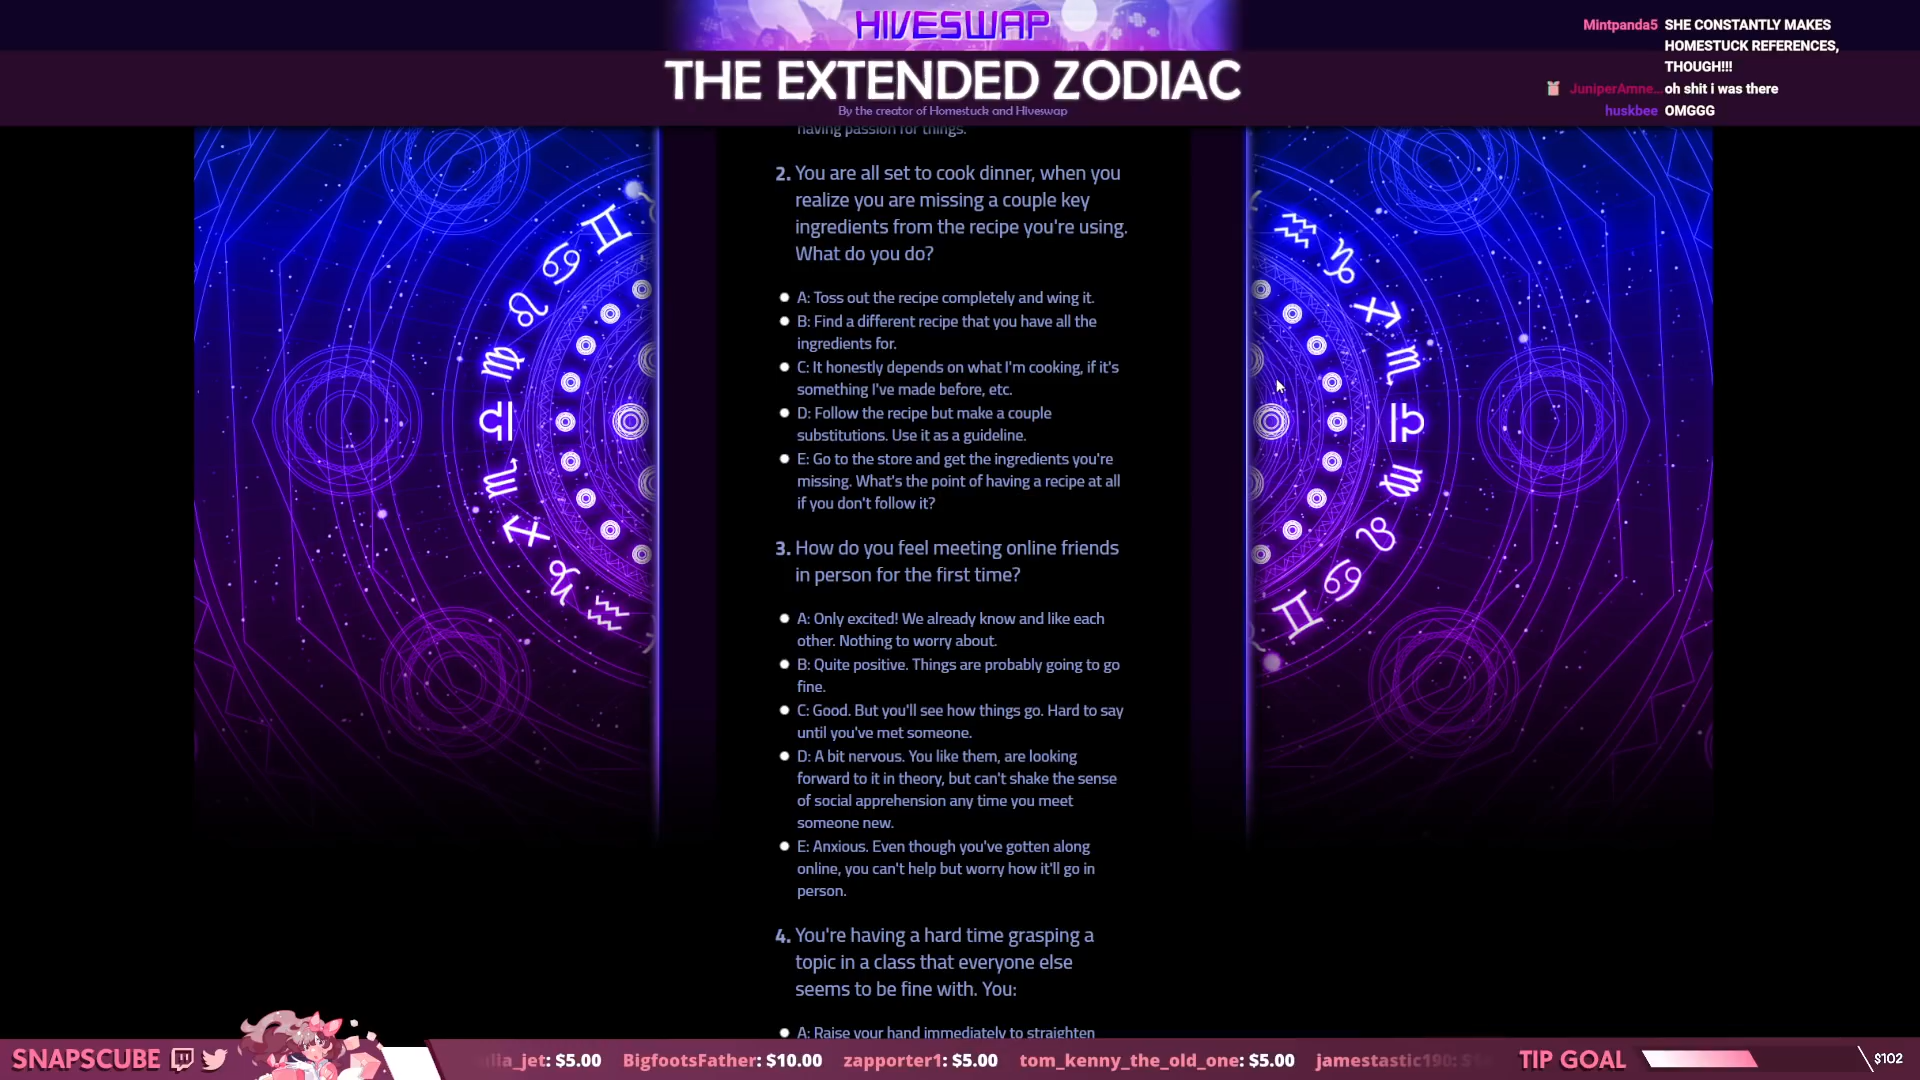 HIVESWAP
THE EXTENDED ZODIAC
By the creator of Homestuck and Hiveswap
Mintpanda5 SHE CONSTANTLY MAKES
HOMESTUCK REFERENCES,
THOUGH!!!
JuniperAmne... oh shit i was there
huskbee OMGGG
having passion for things.
2. You are all set to cook dinner, when you
realize you are missing a couple key
ingredients from the recipe you're using.
What do you do?
A: Toss out the recipe completely and wing it.
B: Find a different recipe that you have all the
ingredients for.
C: It honestly depends on what I'm cooking, if it's
something I've made before, etc.
D: Follow the recipe but make a couple
substitutions. Use it as a guideline.
E: Go to the store and get the ingredients you're
missing. What's the point of having a recipe at all
if you don't follow it?
3. How do you feel meeting online friends
in person for the first time?
A: Only excited! We already know and like each
other. Nothing to worry about.
B: Quite positive. Things are probably going to go
fine.
C: Good. But you'll see how things go. Hard to say
until you've met someone.
D: A bit nervous. You like them, are looking
forward to it in theory, but can't shake the sense
of social apprehension any time you meet
someone new.
E: Anxious. Even though you've gotten along
online, you can't help but worry how it'll go in
person.
4. You're having a hard time grasping a
topic in a class that everyone else
seems to be fine with. You:
A: Raise your hand immediately to straighten
SNAPSCUBE
lia_jet: $5.00 BigfootsFather: $10.00 zapporter1: $5.00 tom_kenny_the_old_one: $5.00 jamestastic190:
TIP GOAL $102